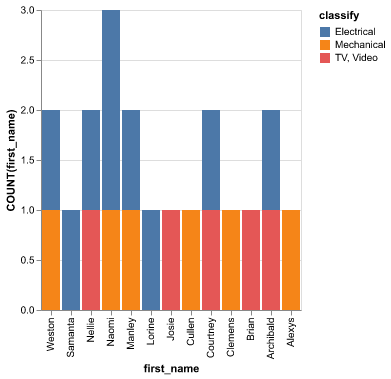 classify
Electrical
Mechanical
TV, Video
COUNT(first_name)
3.0
2.5
2.0
1.5
1.0
0.5
0.0
Weston
Samanta
Nellie
Naomi
Manley
Lorine
Josie
Cullen
Courtney
Clemens
Brian
Archibald
Alexys
first_name